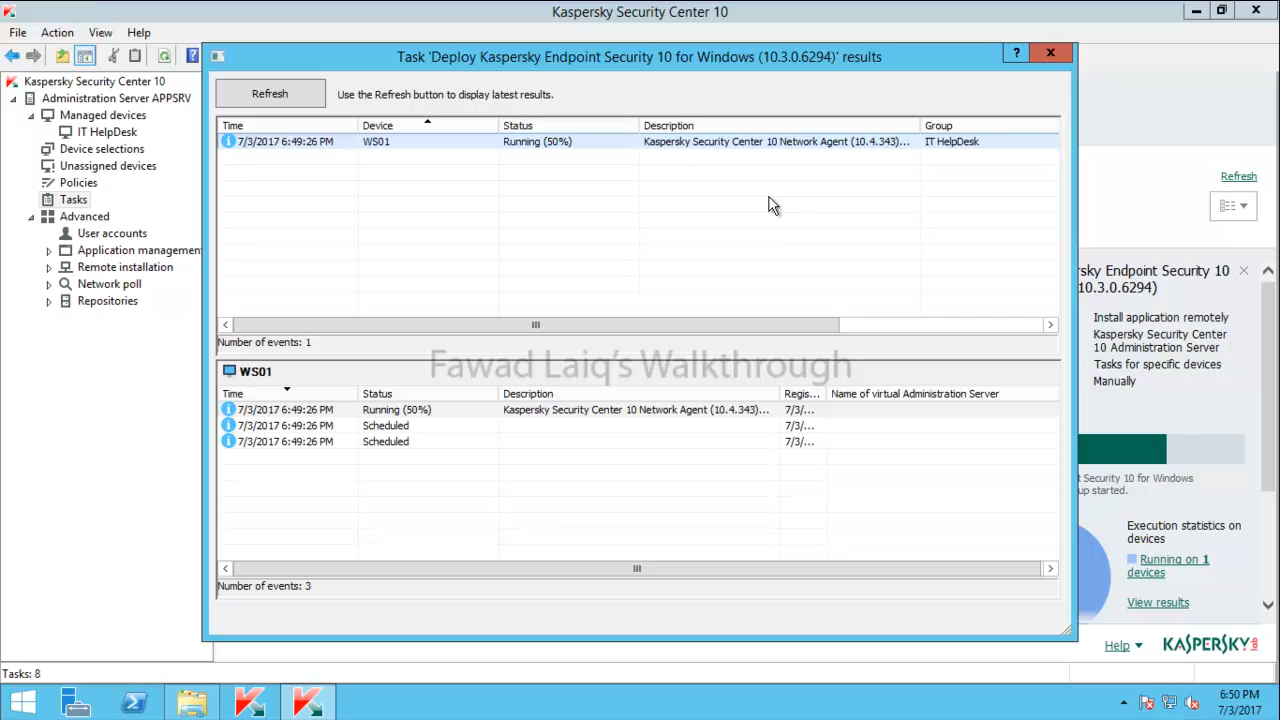 Kaspersky Security Center 10
File Action View Help
Task 'Deploy Kaspersky Endpoint Security 10 for Windows (10.3.0.6294)' results
Kaspersky Security Center 10
Administration Server APPSRV
Managed devices
IT HelpDesk
Device selections
Unassigned devices
Policies
Tasks
Advanced
User accounts
Application management
Remote installation
Network poll
Repositories
Refresh Use the Refresh button to display latest results.
Time Device Status Description Group
7/3/2017 6:49:26 PM WS01 Running (50%) Kaspersky Security Center 10 Network Agent (10.4.343)... IT HelpDesk
Number of events: 1
Fawad Laiq's Walkthrough
WS01
Time Status Description Regis... Name of virtual Administration Server
7/3/2017 6:49:26 PM Running (50%) Kaspersky Security Center 10 Network Agent (10.4.343)... 7/3/...
7/3/2017 6:49:26 PM Scheduled 7/3/...
7/3/2017 6:49:26 PM Scheduled 7/3/...
Number of events: 3
Refresh
rsky Endpoint Security 10
10.3.0.6294)
Install application remotely
Kaspersky Security Center
10 Administration Server
Tasks for specific devices
Manually
t Security 10 for Windows
up started.
Execution statistics on
devices
Running on 1
devices
View results
Help KASPERSKY lab
Tasks: 8
6:50 PM
7/3/2017